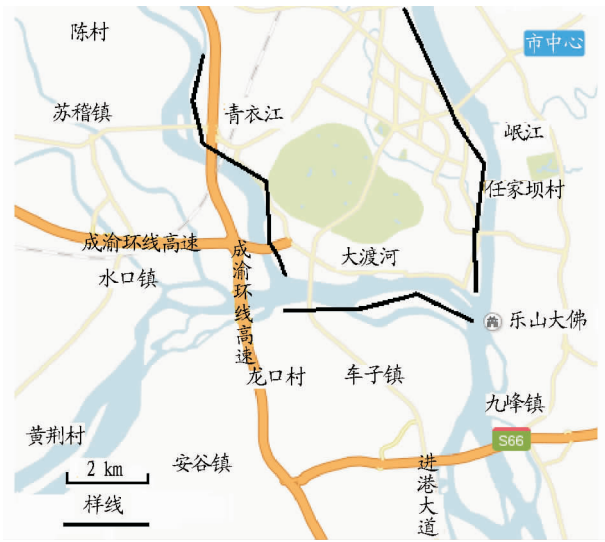 陈村
市中心
苏稽镇
青衣江
岷江
任家坝村
成渝环线高速
大渡河
成渝环线高速
水口镇
乐山大佛
龙口村
车子镇
九峰镇
黄荆村
S66
安谷镇
进港大道
2 km
样线